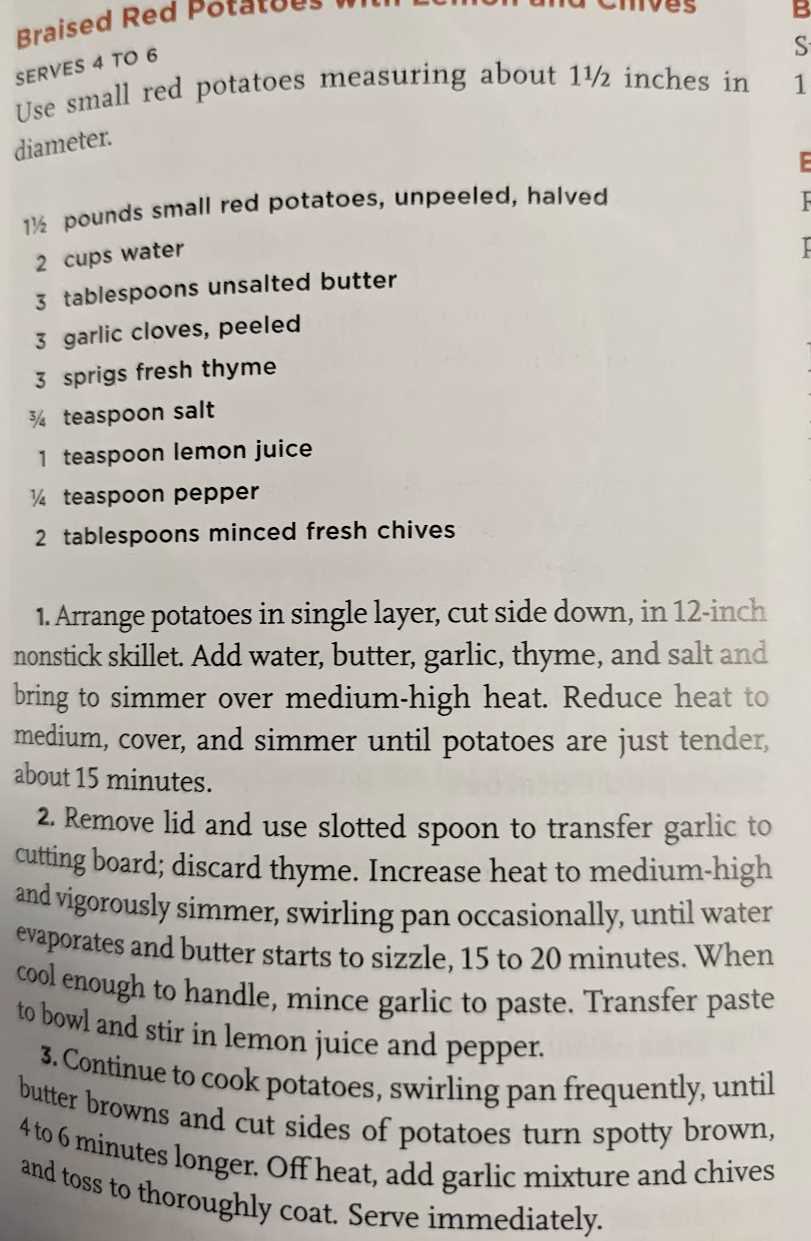 Braised Red Potatoes with Lemon and Chives
SERVES 4 TO 6
Use small red potatoes measuring about 1½ inches in
diameter.
1½ pounds small red potatoes, unpeeled, halved
2 cups water
3 tablespoons unsalted butter
3 garlic cloves, peeled
3 sprigs fresh thyme
¾ teaspoon salt
1 teaspoon lemon juice
¼ teaspoon pepper
2 tablespoons minced fresh chives
1. Arrange potatoes in single layer, cut side down, in 12-inch
nonstick skillet. Add water, butter, garlic, thyme, and salt and
bring to simmer over medium-high heat. Reduce heat to
medium, cover, and simmer until potatoes are just tender,
about 15 minutes.
2. Remove lid and use slotted spoon to transfer garlic to
cutting board; discard thyme. Increase heat to medium-high
and vigorously simmer, swirling pan occasionally, until water
evaporates and butter starts to sizzle, 15 to 20 minutes. When
cool enough to handle, mince garlic to paste. Transfer paste
to bowl and stir in lemon juice and pepper.
3. Continue to cook potatoes, swirling pan frequently, until
butter browns and cut sides of potatoes turn spotty brown,
4 to 6 minutes longer. Off heat, add garlic mixture and chives
and toss to thoroughly coat. Serve immediately.